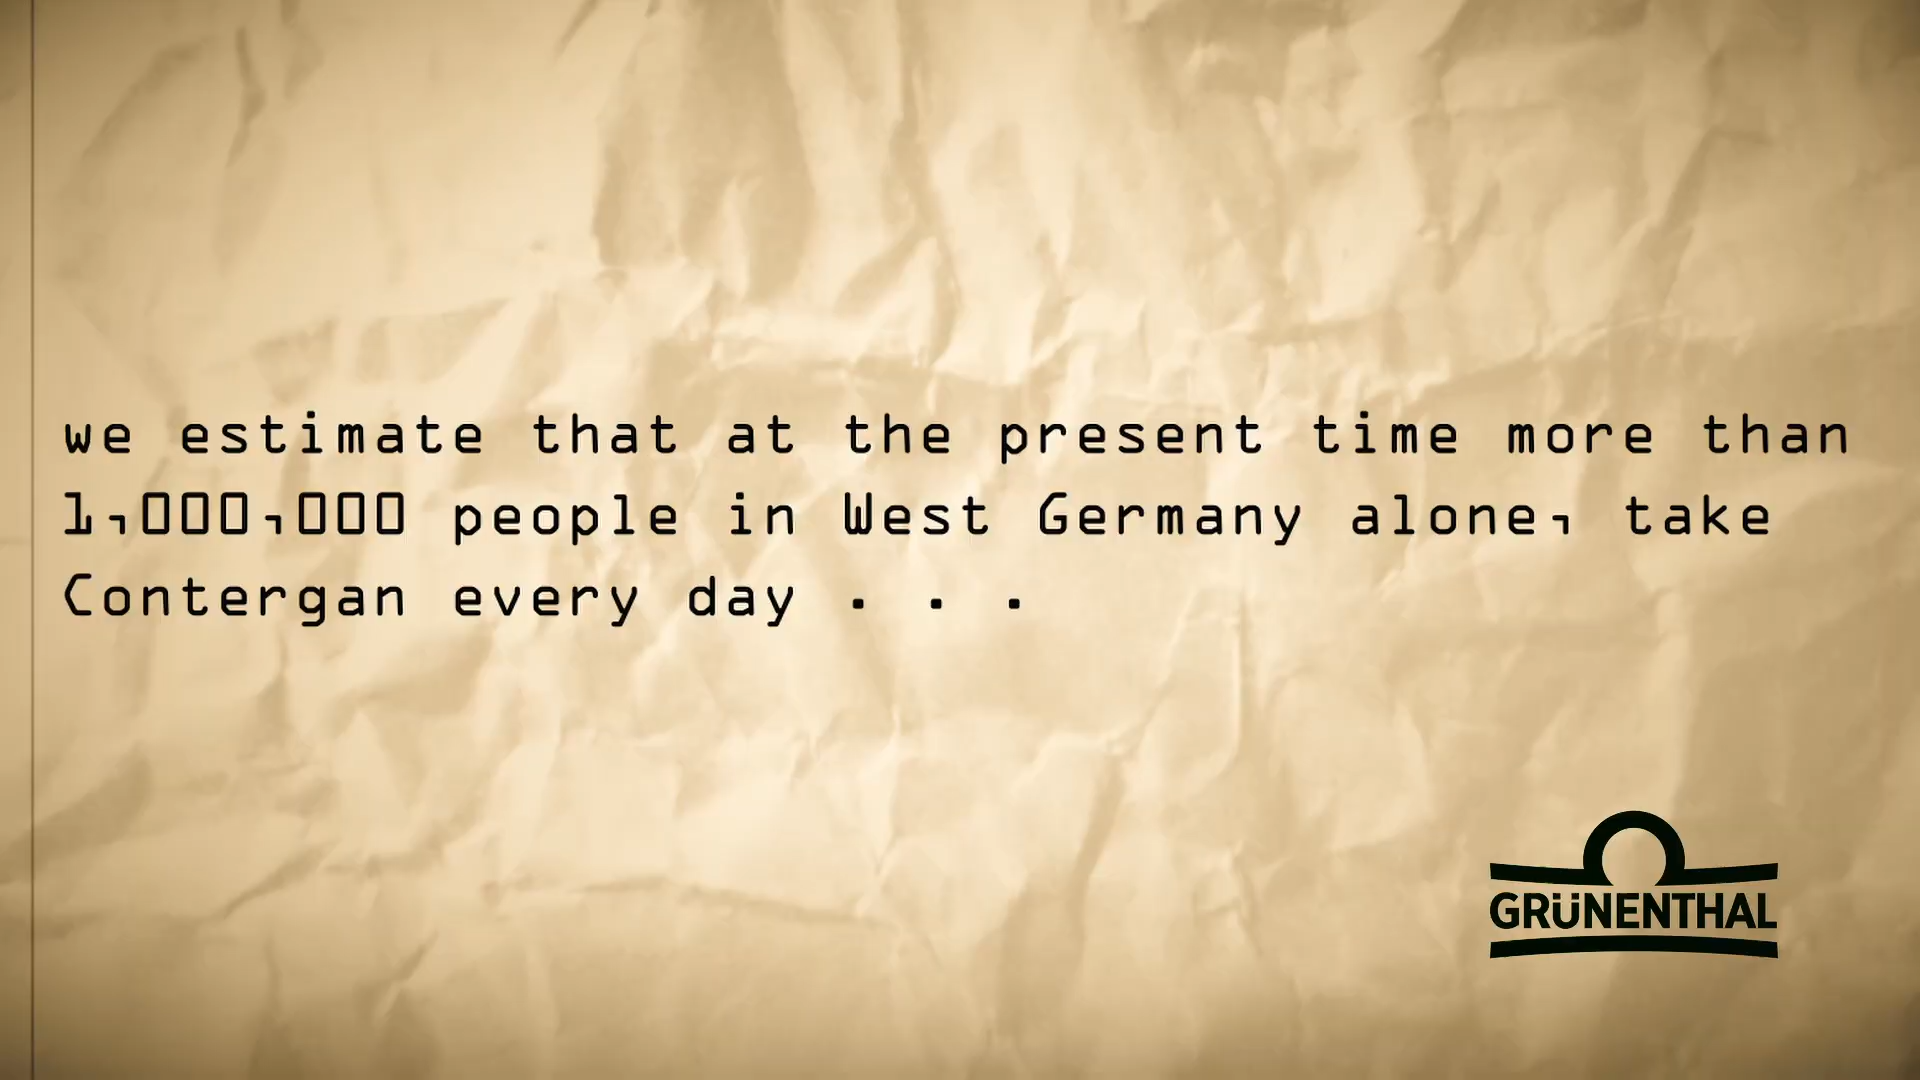 we estimate that at the present time more than
1,000,000 people in West Germany alone, take
Contergan every day . . .
GRÜNENTHAL